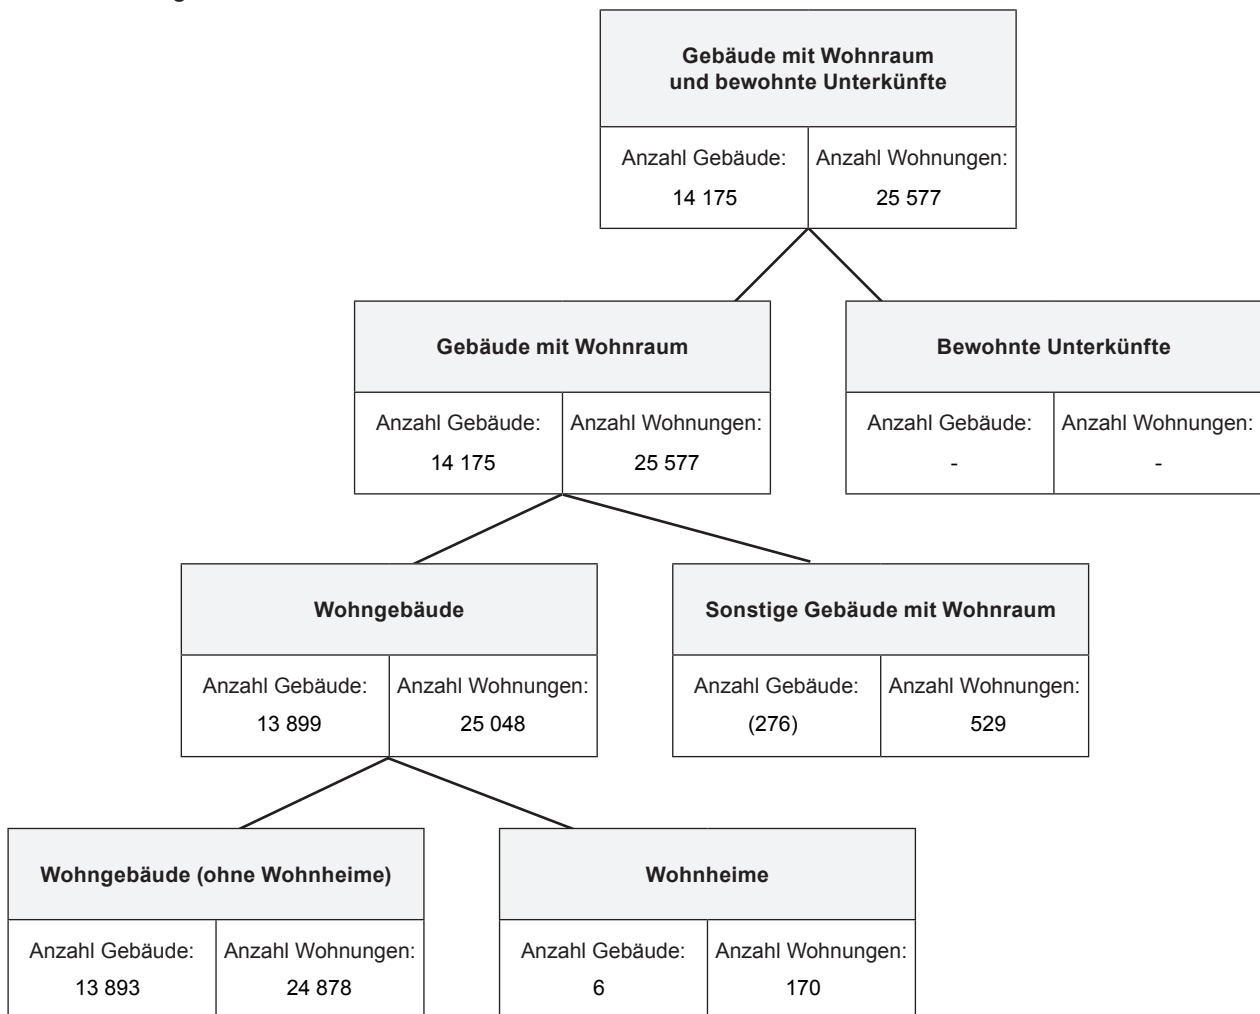 Gebäude mit Wohnraum
und bewohnte Unterkünfte
Anzahl Gebäude: Anzahl Wohnungen:
14 175 25 577
Gebäude mit Wohnraum Bewohnte Unterkünfte
Anzahl Gebäude: Anzahl Wohnungen: Anzahl Gebäude: Anzahl Wohnungen:
14 175 25 577 - -
Wohngebäude Sonstige Gebäude mit Wohnraum
Anzahl Gebäude: Anzahl Wohnungen: Anzahl Gebäude: Anzahl Wohnungen:
13 899 25 048 (276) 529
Wohngebäude (ohne Wohnheime) Wohnheime
Anzahl Gebäude: Anzahl Wohnungen: Anzahl Gebäude: Anzahl Wohnungen:
13 893 24 878 6 170